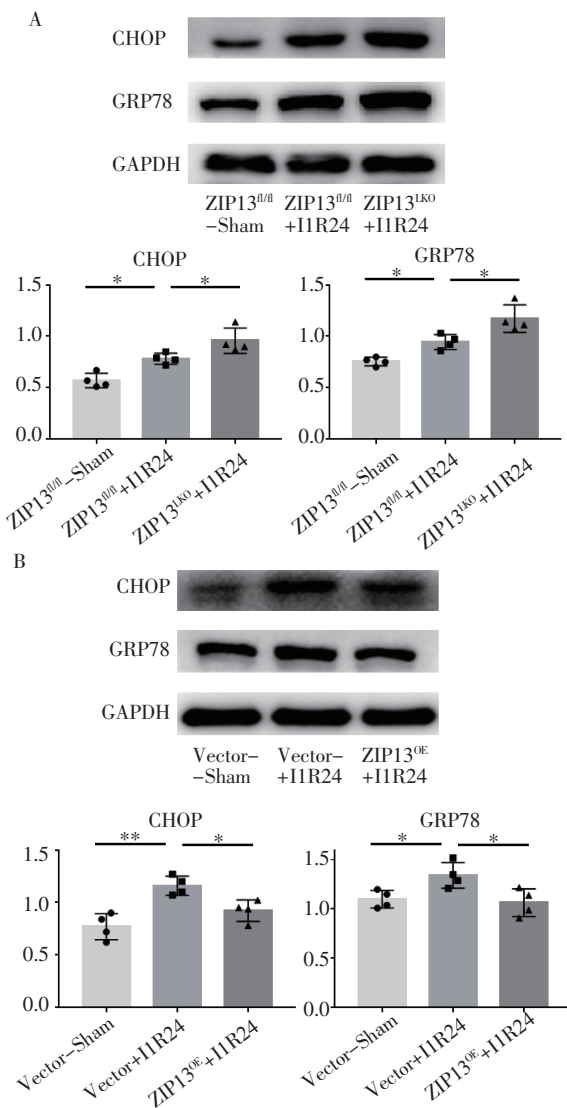 A
CHOP
GRP78
GAPDH
ZIP13fl/fl ZIP13fl/fl ZIP13LKO
−Sham +I1R24 +I1R24
CHOP
GRP78
1.5
1.0
0.5
0.0
*
*
ZIP13fl/fl−Sham
ZIP13fl/fl+I1R24
ZIP13LKO+I1R24
1.5
1.0
0.5
0.0
*
*
ZIP13fl/fl−Sham
ZIP13fl/fl+I1R24
ZIP13LKO+I1R24
B
CHOP
GRP78
GAPDH
Vector− Vector− ZIP13OE
−Sham +I1R24 +I1R24
CHOP
GRP78
1.5
1.0
0.5
0.0
**
*
Vector−Sham
Vector+I1R24
ZIP13OE+I1R24
1.5
1.0
0.5
0.0
*
*
Vector−Sham
Vector+I1R24
ZIP13OE+I1R24